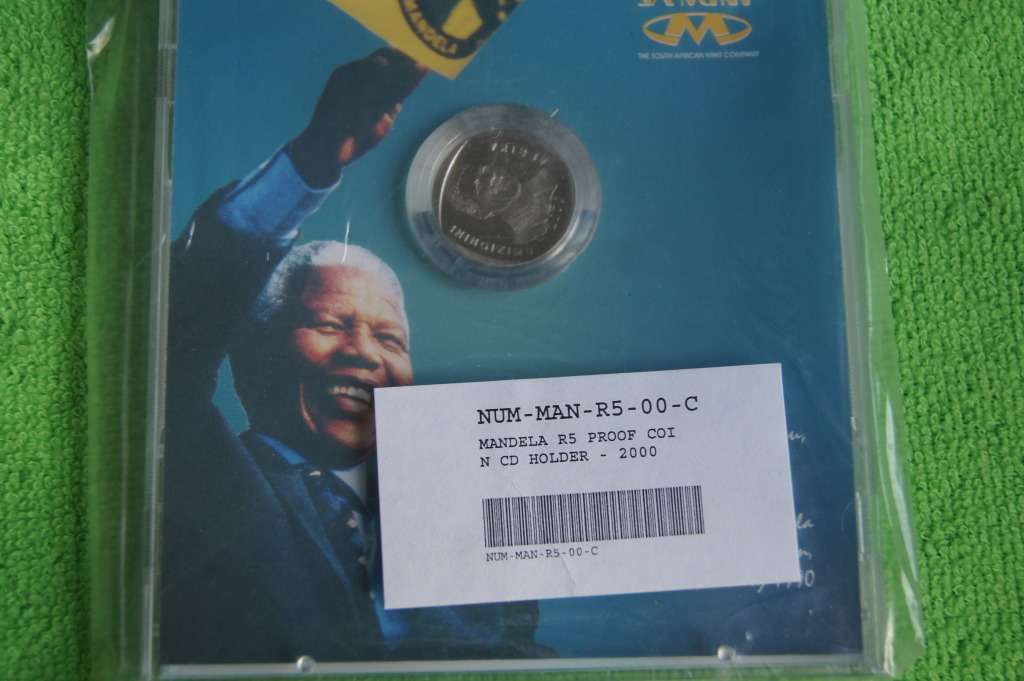 MANDELA
THE SOUTH AFRICAN MINT COMPANY
NUM-MAN-R5-00-C
MANDELA R5 PROOF COI
N CD HOLDER - 2000
NUM-MAN-R5-00-C